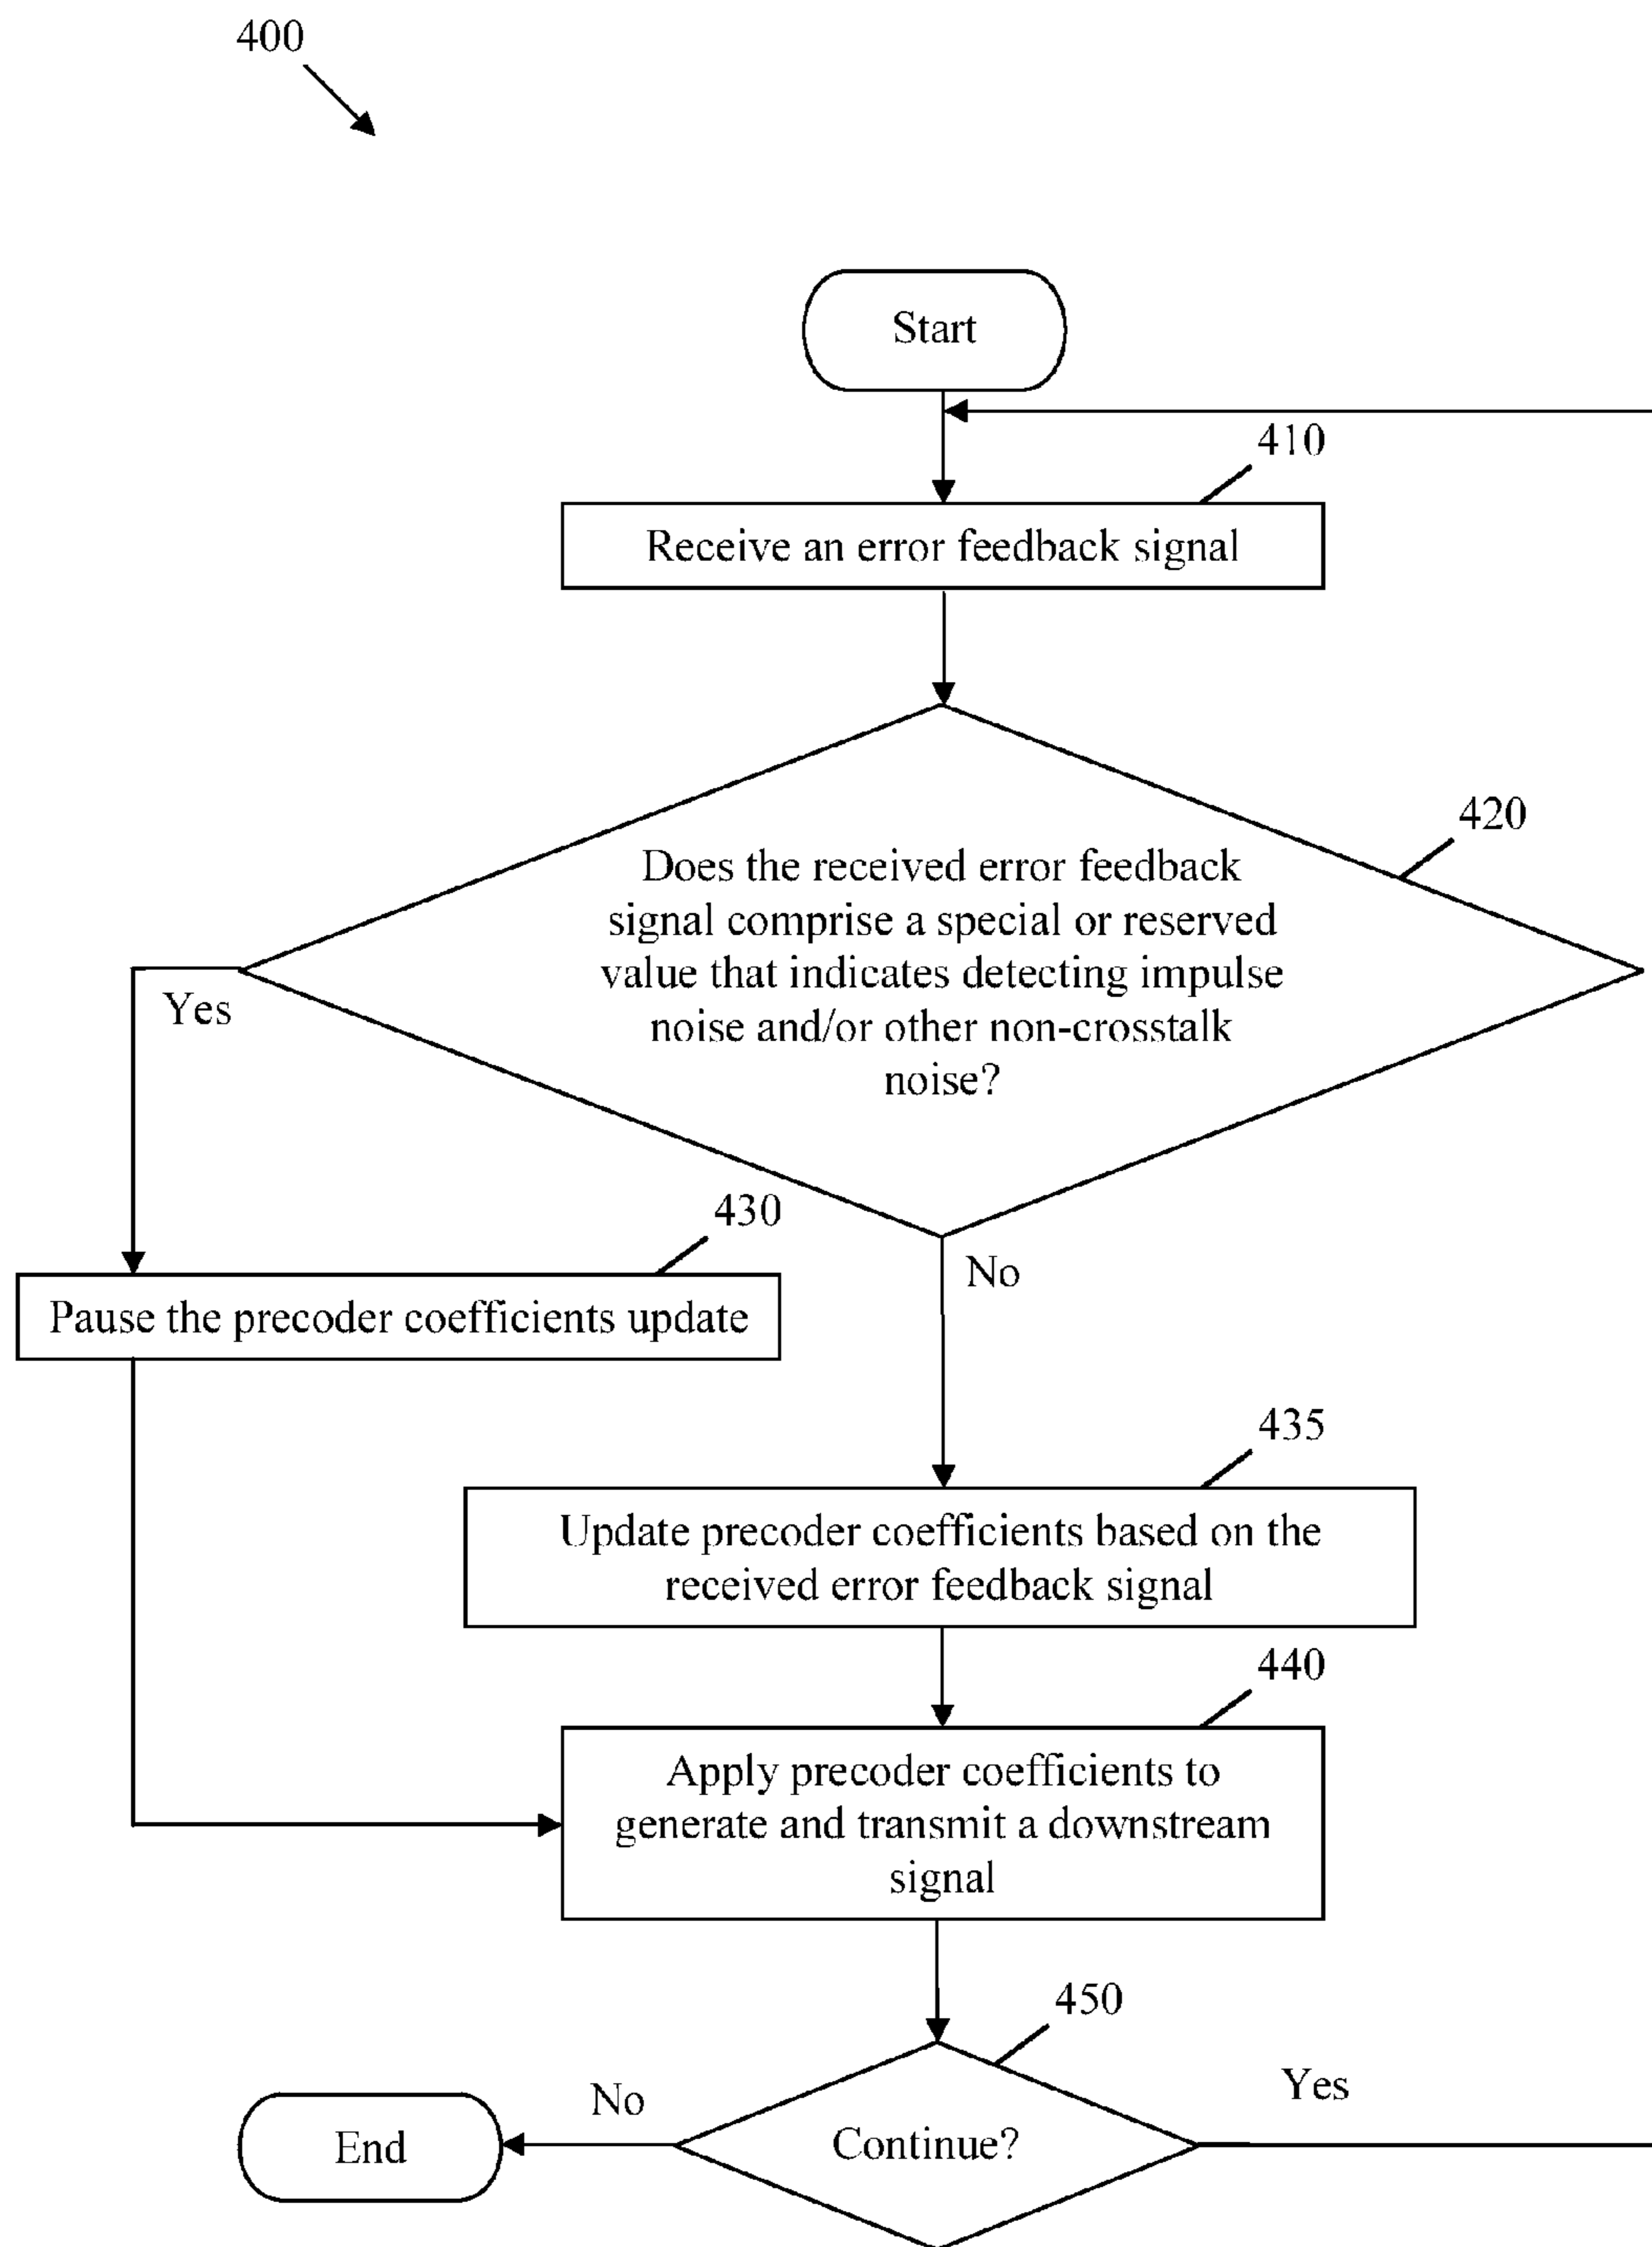 400
Start
410
Receive an error feedback signal
420
Does the received error feedback
signal comprise a special or reserved
value that indicates detecting impulse
noise and/or other non-crosstalk
noise?
Yes
430
No
Pause the precoder coefficients update
435
Update precoder coefficients based on the
received error feedback signal
440
Apply precoder coefficients to
generate and transmit a downstream
signal
450
No
Yes
Continue?
End